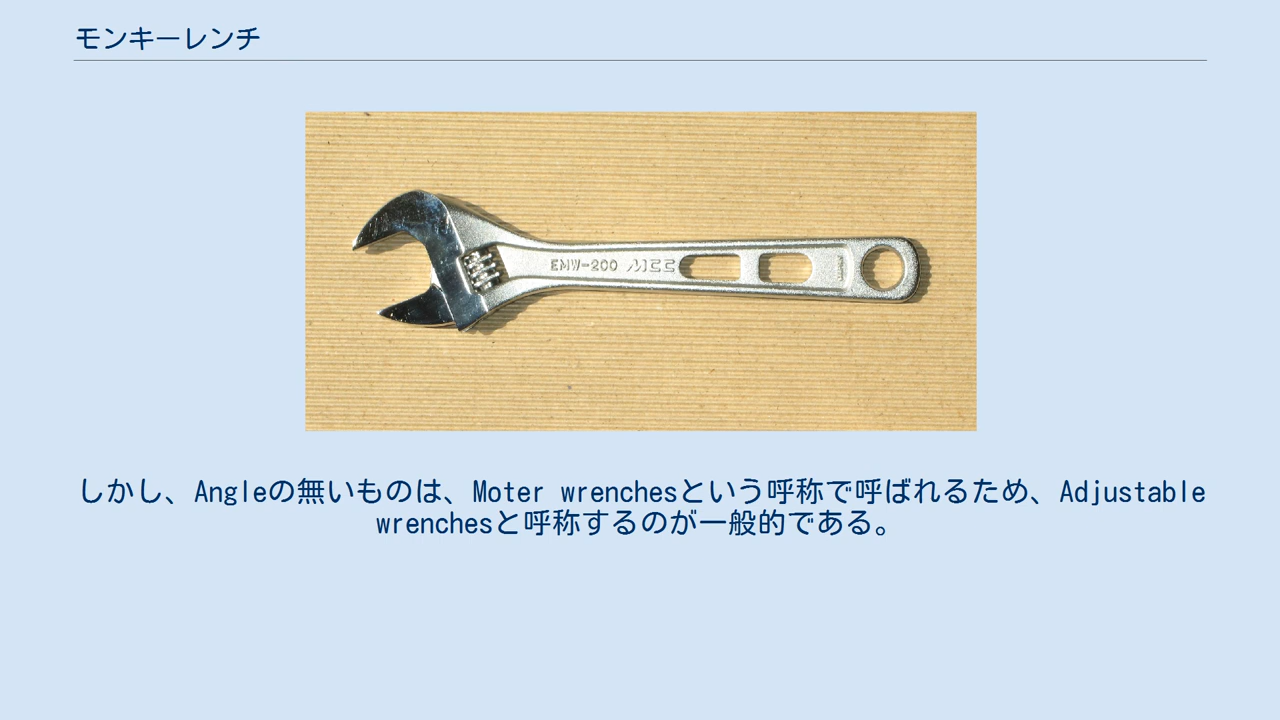 モンキーレンチ
EMW-200 MCC
しかし、Angleの無いものは、Moter wrenchesという呼称で呼ばれるため、Adjustable
wrenchesと呼称するのが一般的である。